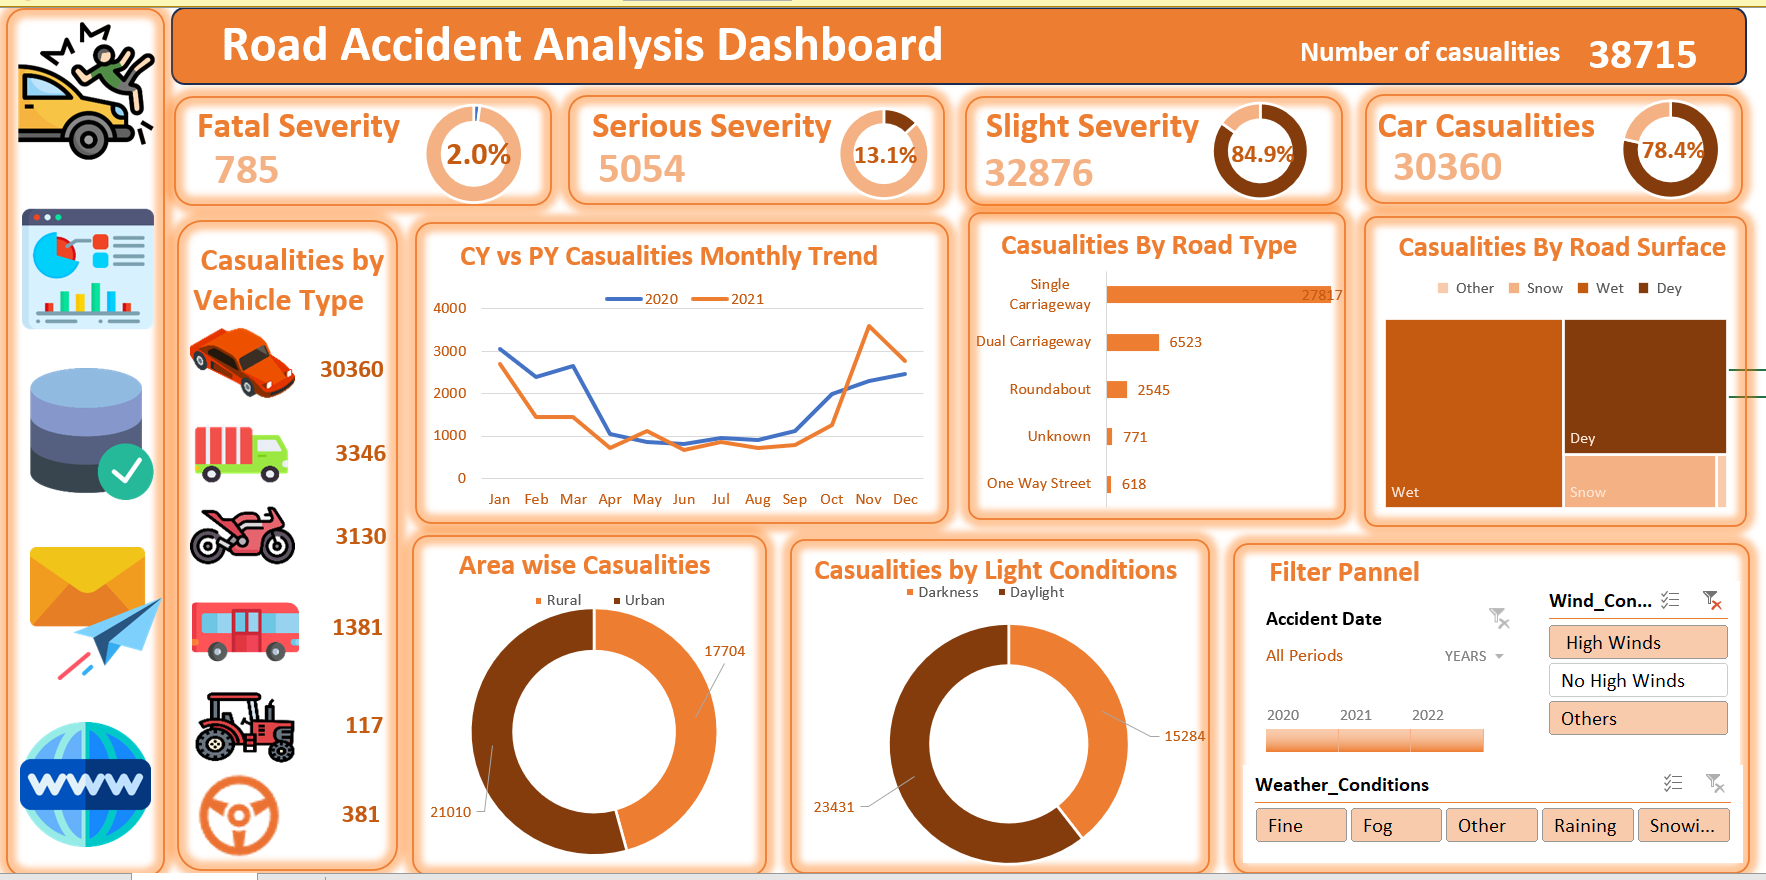 Road Accident Analysis Dashboard
Number of casualities 38715
Fatal Severity
785
2.0%
Serious Severity
5054
13.1%
Slight Severity
32876
84.9%
Car Casualities
30360
78.4%
Casualities by
Vehicle Type
30360
3346
3130
1381
117
381
CY vs PY Casualities Monthly Trend
2020 2021
4000
3000
2000
1000
0
Jan Feb Mar Apr May Jun Jul Aug Sep Oct Nov Dec
Casualities By Road Type
Single
Carriageway
27817
Dual Carriageway 6523
Roundabout 2545
Unknown 771
One Way Street 618
Casualities By Road Surface
Other Snow Wet Dey
Wet
Dey
Snow
Area wise Casualities
Rural Urban
17704
21010
Casualities by Light Conditions
Darkness Daylight
15284
23431
Filter Pannel
Accident Date
All Periods YEARS
2020 2021 2022
Wind_Con...
High Winds
No High Winds
Others
Weather_Conditions
Fine Fog Other Raining Snowi...
www